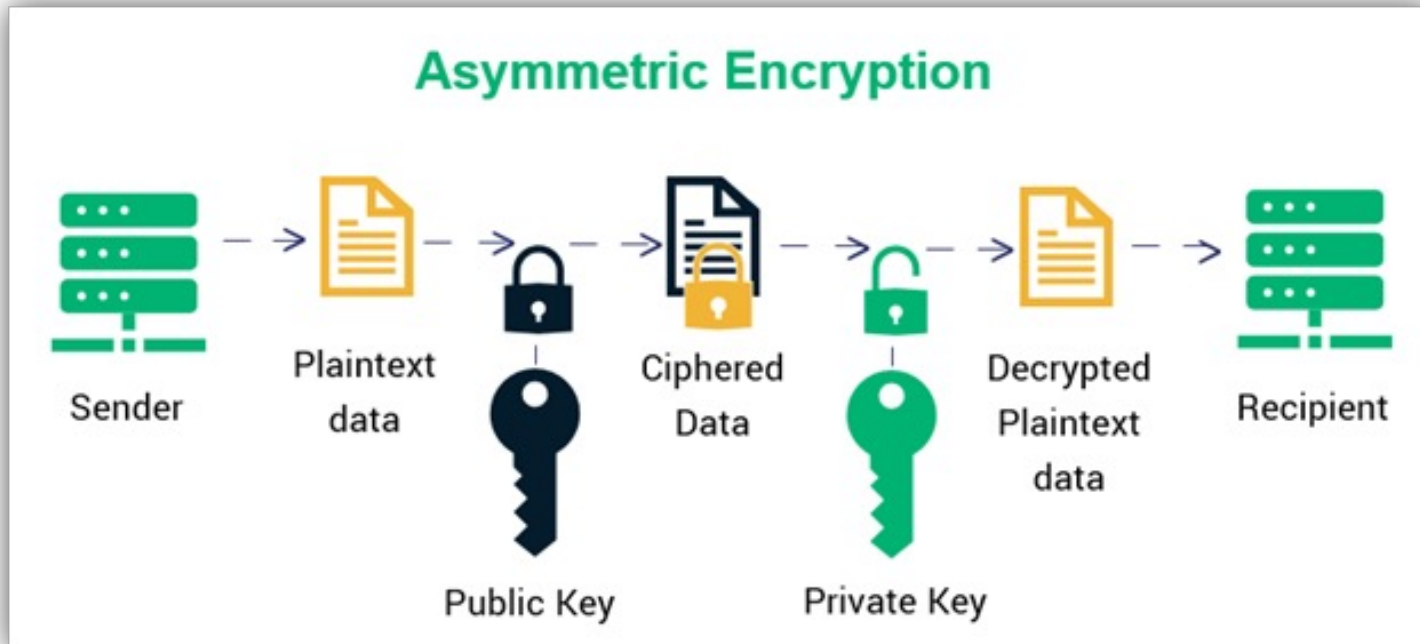 Asymmetric Encryption
Sender
Plaintext
data
Public Key
Ciphered
Data
Private Key
Decrypted
Plaintext
data
Recipient